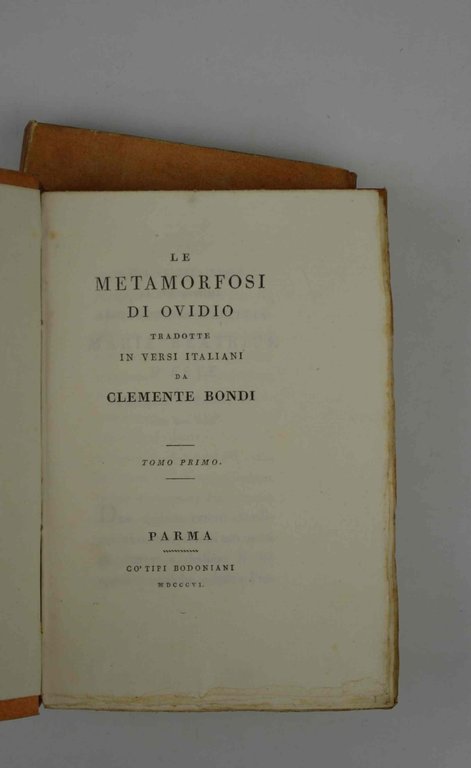 LE
METAMORFOSI
DI OVIDIO
TRADOTTE
IN VERSI ITALIANI
DA
CLEMENTE BONDI
TOMO PRIMO.
PARMA
CO' TIPI BODONIANI
MDCCCVI.